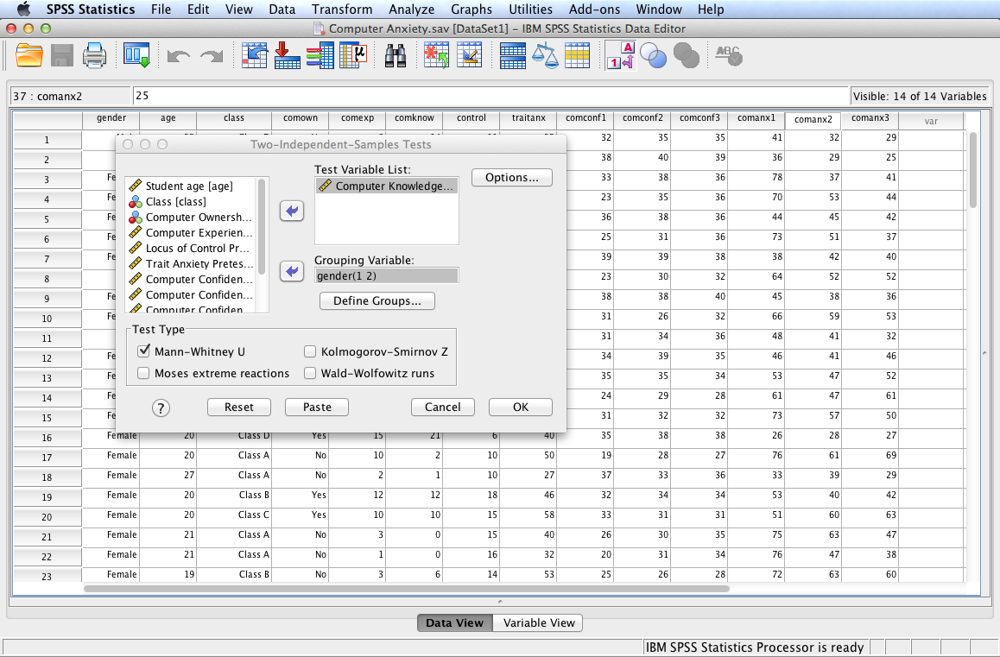 SPSS Statistics File Edit View Data Transform Analyze Graphs Utilities Add-ons Window Help
Computer Anxiety.sav [DataSet1] – IBM SPSS Statistics Data Editor
37 : comanx2 25 Visible: 14 of 14 Variables
gender age class comown comexp comknow control traitanx comconf1 comconf2 comconf3 comanx1 comanx2 comanx3 var
1 32 35 35 41 32 29
Two-Independent-Samples Tests
2 38 40 39 36 29 25
Test Variable List:
Options...
3 Fe 33 38 36 78 37 41
Student age [age] Computer Knowledge...
4 Fe 23 35 36 70 53 44
Class [class]
5 Fe 36 38 36 44 45 42
Computer Ownersh...
6 Fe 25 31 36 73 51 37
Computer Experien...
Locus of Control Pr...
7 Fe 39 39 38 38 42 40
Trait Anxiety Pretes... Grouping Variable:
8 23 30 32 64 52 52
Computer Confiden... gender(1 2)
9 Fe 38 38 40 45 38 36
Computer Confiden... Define Groups...
Computer Confiden
10 Fe 31 26 32 66 59 53
Test Type
11 31 34 36 48 41 32
Mann-Whitney U Kolmogorov-Smirnov Z
12 Fe 34 39 35 46 41 46
Moses extreme reactions Wald-Wolfowitz runs
13 Fe 35 35 34 53 47 52
14 Fe 24 29 28 61 47 61
? Reset Paste Cancel OK
15 Fe 31 32 32 73 57 50
16 Female 20 Class D Yes 15 21 6 40 35 38 38 26 28 27
17 Female 20 Class A No 10 2 10 50 19 28 27 76 61 69
18 Female 27 Class A No 2 1 10 27 37 33 36 33 39 29
19 Female 20 Class B Yes 12 12 18 46 32 34 34 53 40 42
20 Female 20 Class C Yes 10 10 15 58 33 31 31 51 60 63
21 Female 21 Class A No 3 0 15 40 26 30 35 75 63 47
22 Female 21 Class A No 1 0 16 32 20 31 34 76 47 38
23 Female 19 Class B No 3 6 14 53 25 26 28 72 63 60
Data View Variable View
IBM SPSS Statistics Processor is ready